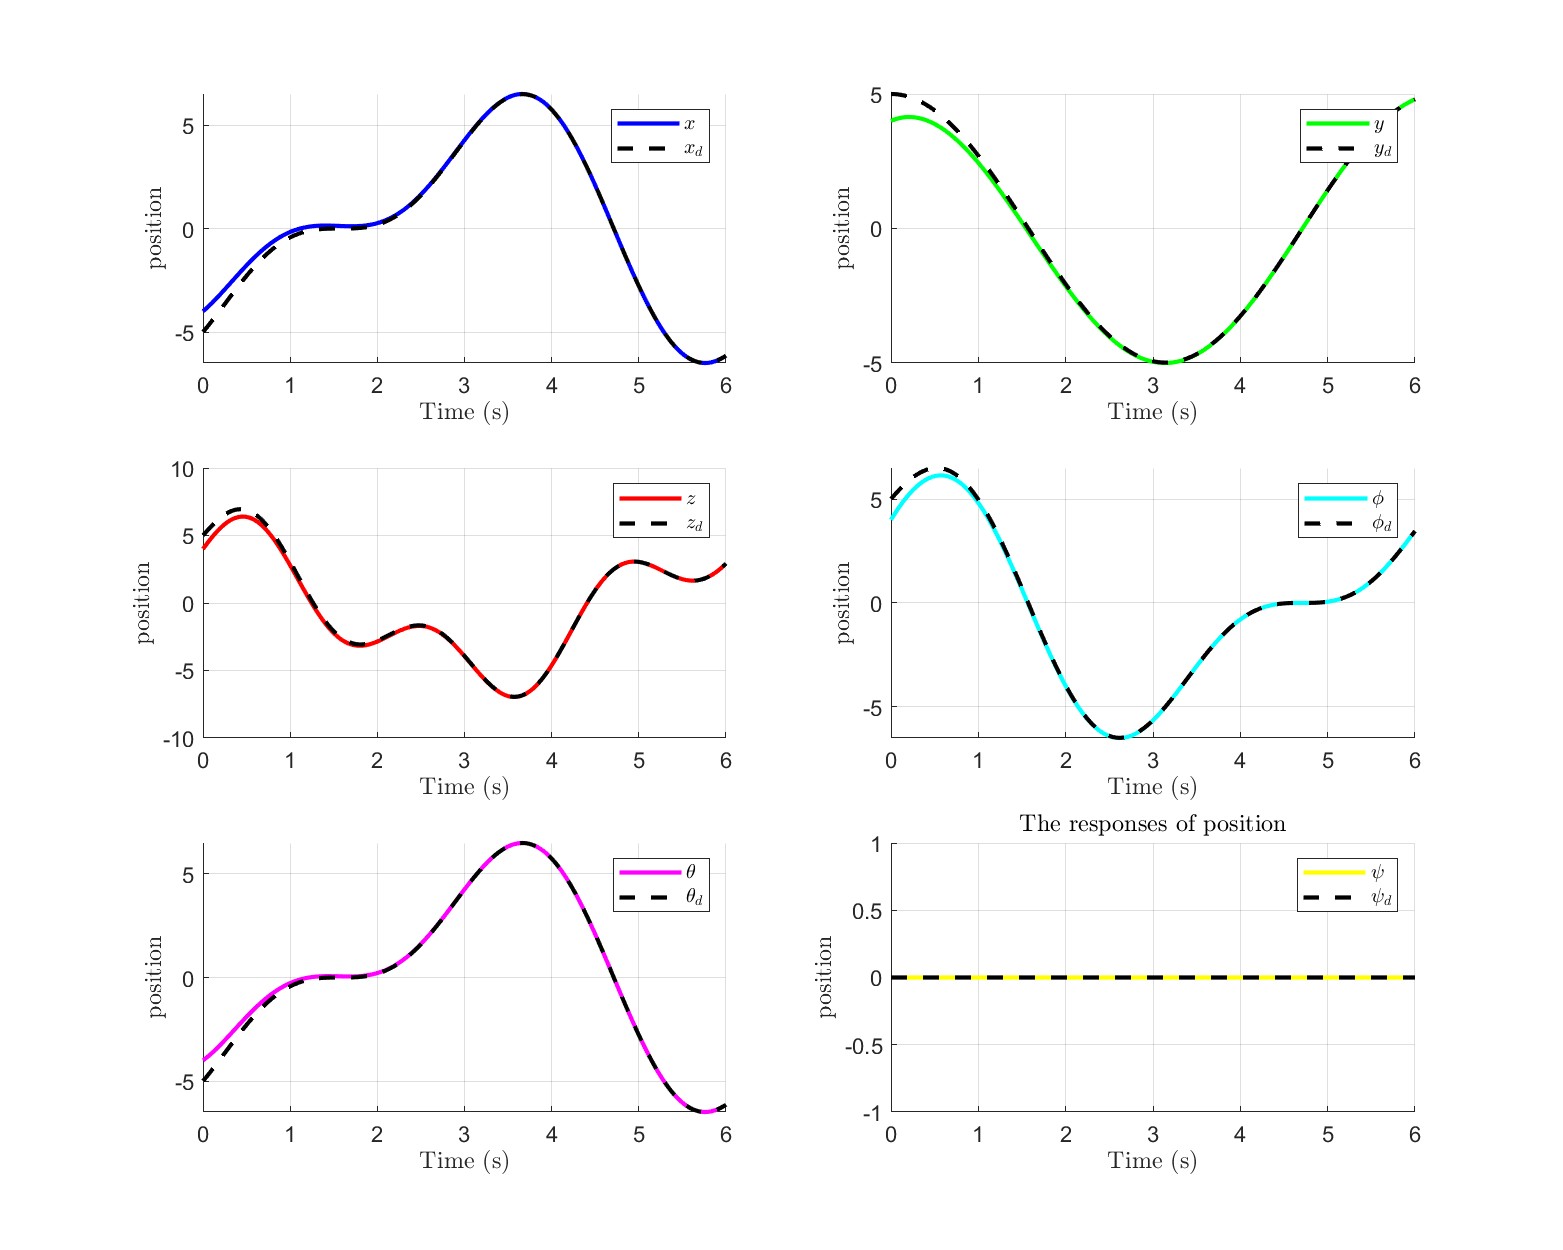 5
0
-5
position
0 1 2 3 4 5 6
Time (s)
x
x_d
5
0
-5
position
0 1 2 3 4 5 6
Time (s)
y
y_d
10
5
0
-5
-10
position
0 1 2 3 4 5 6
Time (s)
z
z_d
5
0
-5
position
0 1 2 3 4 5 6
Time (s)
ϕ
ϕ_d
5
0
-5
position
0 1 2 3 4 5 6
Time (s)
θ
θ_d
The responses of position
1
0.5
0
-0.5
-1
position
0 1 2 3 4 5 6
Time (s)
ψ
ψ_d